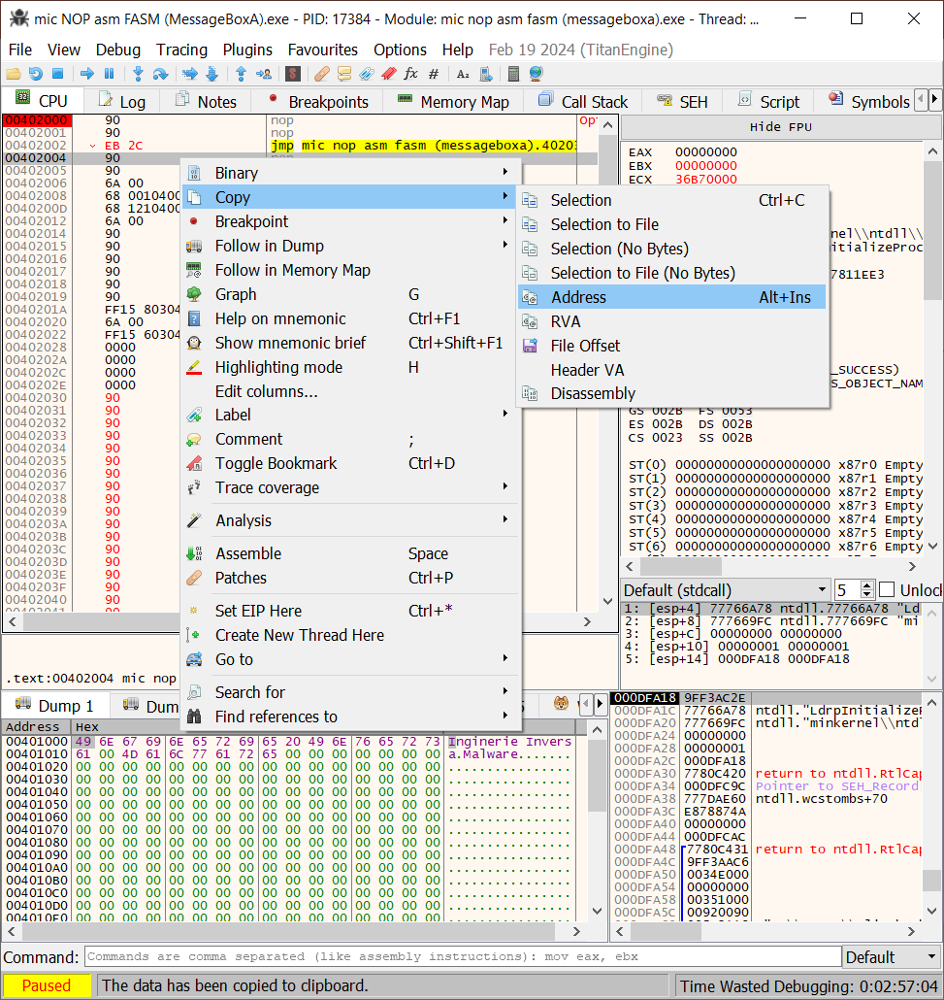 mic NOP asm FASM (MessageBoxA).exe - PID: 17384 - Module: mic nop asm fasm (messageboxa).exe - Thread: ...
File View Debug Tracing Plugins Favourites Options Help Feb 19 2024 (TitanEngine)
CPU Log Notes Breakpoints Memory Map Call Stack SEH Script Symbols
00402000 90 nop Opt
00402001 90 nop
00402002 EB 2C jmp mic nop asm fasm (messageboxa).40203
00402004 90 nop
00402005 90
00402006 6A 00
00402008 68 0010400
0040200D 68 1210400
00402012 6A 00
00402014 90
00402015 90
00402016 90
00402017 90
00402018 90
00402019 90
0040201A FF15 80304
00402020 6A 00
00402022 FF15 60304
00402028 0000
0040202A 0000
0040202C 0000
0040202E 0000
00402030 90
00402031 90
00402032 90
00402033 90
00402034 90
00402035 90
00402036 90
00402037 90
00402038 90
00402039 90
0040203A 90
0040203B 90
0040203C 90
0040203D 90
0040203E 90
0040203F 90
00402040 90
00402041 90
Binary
Copy
Breakpoint
Follow in Dump
Follow in Memory Map
Graph G
Help on mnemonic Ctrl+F1
Show mnemonic brief Ctrl+Shift+F1
Highlighting mode H
Edit columns...
Label
Comment ;
Toggle Bookmark Ctrl+D
Trace coverage
Analysis
Assemble Space
Patches Ctrl+P
Set EIP Here Ctrl+*
Create New Thread Here
Go to
Search for
Find references to
Selection Ctrl+C
Selection to File
Selection (No Bytes)
Selection to File (No Bytes)
Address Alt+Ins
RVA
File Offset
Header VA
Disassembly
Hide FPU
EAX 00000000
EBX 00000000
ECX 36B70000
nel\\ntdll\\
itializeProc
7811EE3
_SUCCESS)
S_OBJECT_NAM
GS 002B FS 0053
ES 002B DS 002B
CS 0023 SS 002B
ST(0) 00000000000000000000 x87r0 Empty
ST(1) 00000000000000000000 x87r1 Empty
ST(2) 00000000000000000000 x87r2 Empty
ST(3) 00000000000000000000 x87r3 Empty
ST(4) 00000000000000000000 x87r4 Empty
ST(5) 00000000000000000000 x87r5 Empty
ST(6) 00000000000000000000 x87r6 Empty
Default (stdcall) 5 Unlock
1: [esp+4] 77766A78 ntdll.77766A78 "Ld
2: [esp+8] 777669FC ntdll.777669FC "mi
3: [esp+C] 00000000 00000000
4: [esp+10] 00000001 00000001
5: [esp+14] 000DFA18 000DFA18
.text:00402004 mic nop
Dump 1 Dum
Address Hex
00401000 49 6E 67 69 6E 65 72 69 65 20 49 6E 76 65 72 73 Inginerie Invers
00401010 61 00 4D 61 6C 77 61 72 65 00 00 00 00 00 00 00 a.Malware.......
00401020 00 00 00 00 00 00 00 00 00 00 00 00 00 00 00 00 ................
00401030 00 00 00 00 00 00 00 00 00 00 00 00 00 00 00 00 ................
00401040 00 00 00 00 00 00 00 00 00 00 00 00 00 00 00 00 ................
00401050 00 00 00 00 00 00 00 00 00 00 00 00 00 00 00 00 ................
00401060 00 00 00 00 00 00 00 00 00 00 00 00 00 00 00 00 ................
00401070 00 00 00 00 00 00 00 00 00 00 00 00 00 00 00 00 ................
00401080 00 00 00 00 00 00 00 00 00 00 00 00 00 00 00 00 ................
00401090 00 00 00 00 00 00 00 00 00 00 00 00 00 00 00 00 ................
004010A0 00 00 00 00 00 00 00 00 00 00 00 00 00 00 00 00 ................
004010B0 00 00 00 00 00 00 00 00 00 00 00 00 00 00 00 00 ................
004010C0 00 00 00 00 00 00 00 00 00 00 00 00 00 00 00 00 ................
004010D0 00 00 00 00 00 00 00 00 00 00 00 00 00 00 00 00 ................
004010E0 00 00 00 00 00 00 00 00 00 00 00 00 00 00 00 00 ................
000DFA18 9FF3AC2E
000DFA1C 77766A78 ntdll."LdrpInitializeP
000DFA20 777669FC ntdll."minkernel\\ntd
000DFA24 00000000
000DFA28 00000001
000DFA2C 000DFA18
000DFA30 7780C420 return to ntdll.RtlCap
000DFA34 000DFC9C Pointer to SEH_Record
000DFA38 777DAE60 ntdll.wcstombs+70
000DFA3C E878874A
000DFA40 00000000
000DFA44 000DFCAC
000DFA48 7780C431 return to ntdll.RtlCap
000DFA4C 9FF3AAC6
000DFA50 0034E000
000DFA54 00000000
000DFA58 00351000
000DFA5C 00920090
Command: Commands are comma separated (like assembly instructions): mov eax, ebx Default
Paused The data has been copied to clipboard. Time Wasted Debugging: 0:02:57:04